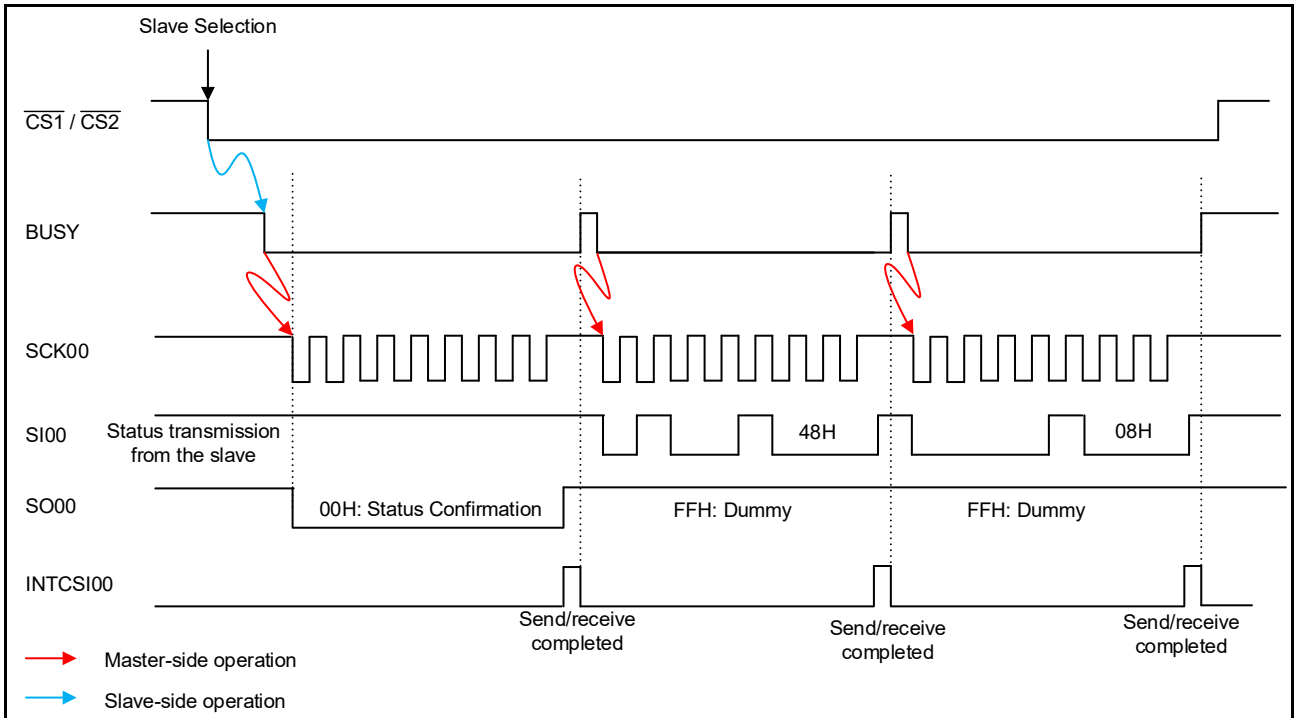 Slave Selection
CS1 / CS2
BUSY
SCK00
SI00
Status transmission
from the slave
48H
08H
SO00
00H: Status Confirmation
FFH: Dummy
FFH: Dummy
INTCSI00
Send/receive
completed
Send/receive
completed
Send/receive
completed
Master-side operation
Slave-side operation